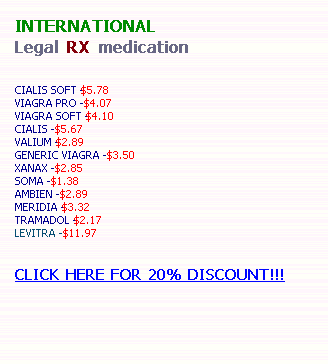 INTERNATIONAL
Legal RX medication
CIALIS SOFT $5.78
VIAGRA PRO -$4.07
VIAGRA SOFT $4.10
CIALIS -$5.67
VALIUM $2.89
GENERIC VIAGRA -$3.50
XANAX -$2.85
SOMA -$1.38
AMBIEN -$2.89
MERIDIA $3.32
TRAMADOL $2.17
LEVITRA -$11.97
CLICK HERE FOR 20% DISCOUNT!!!